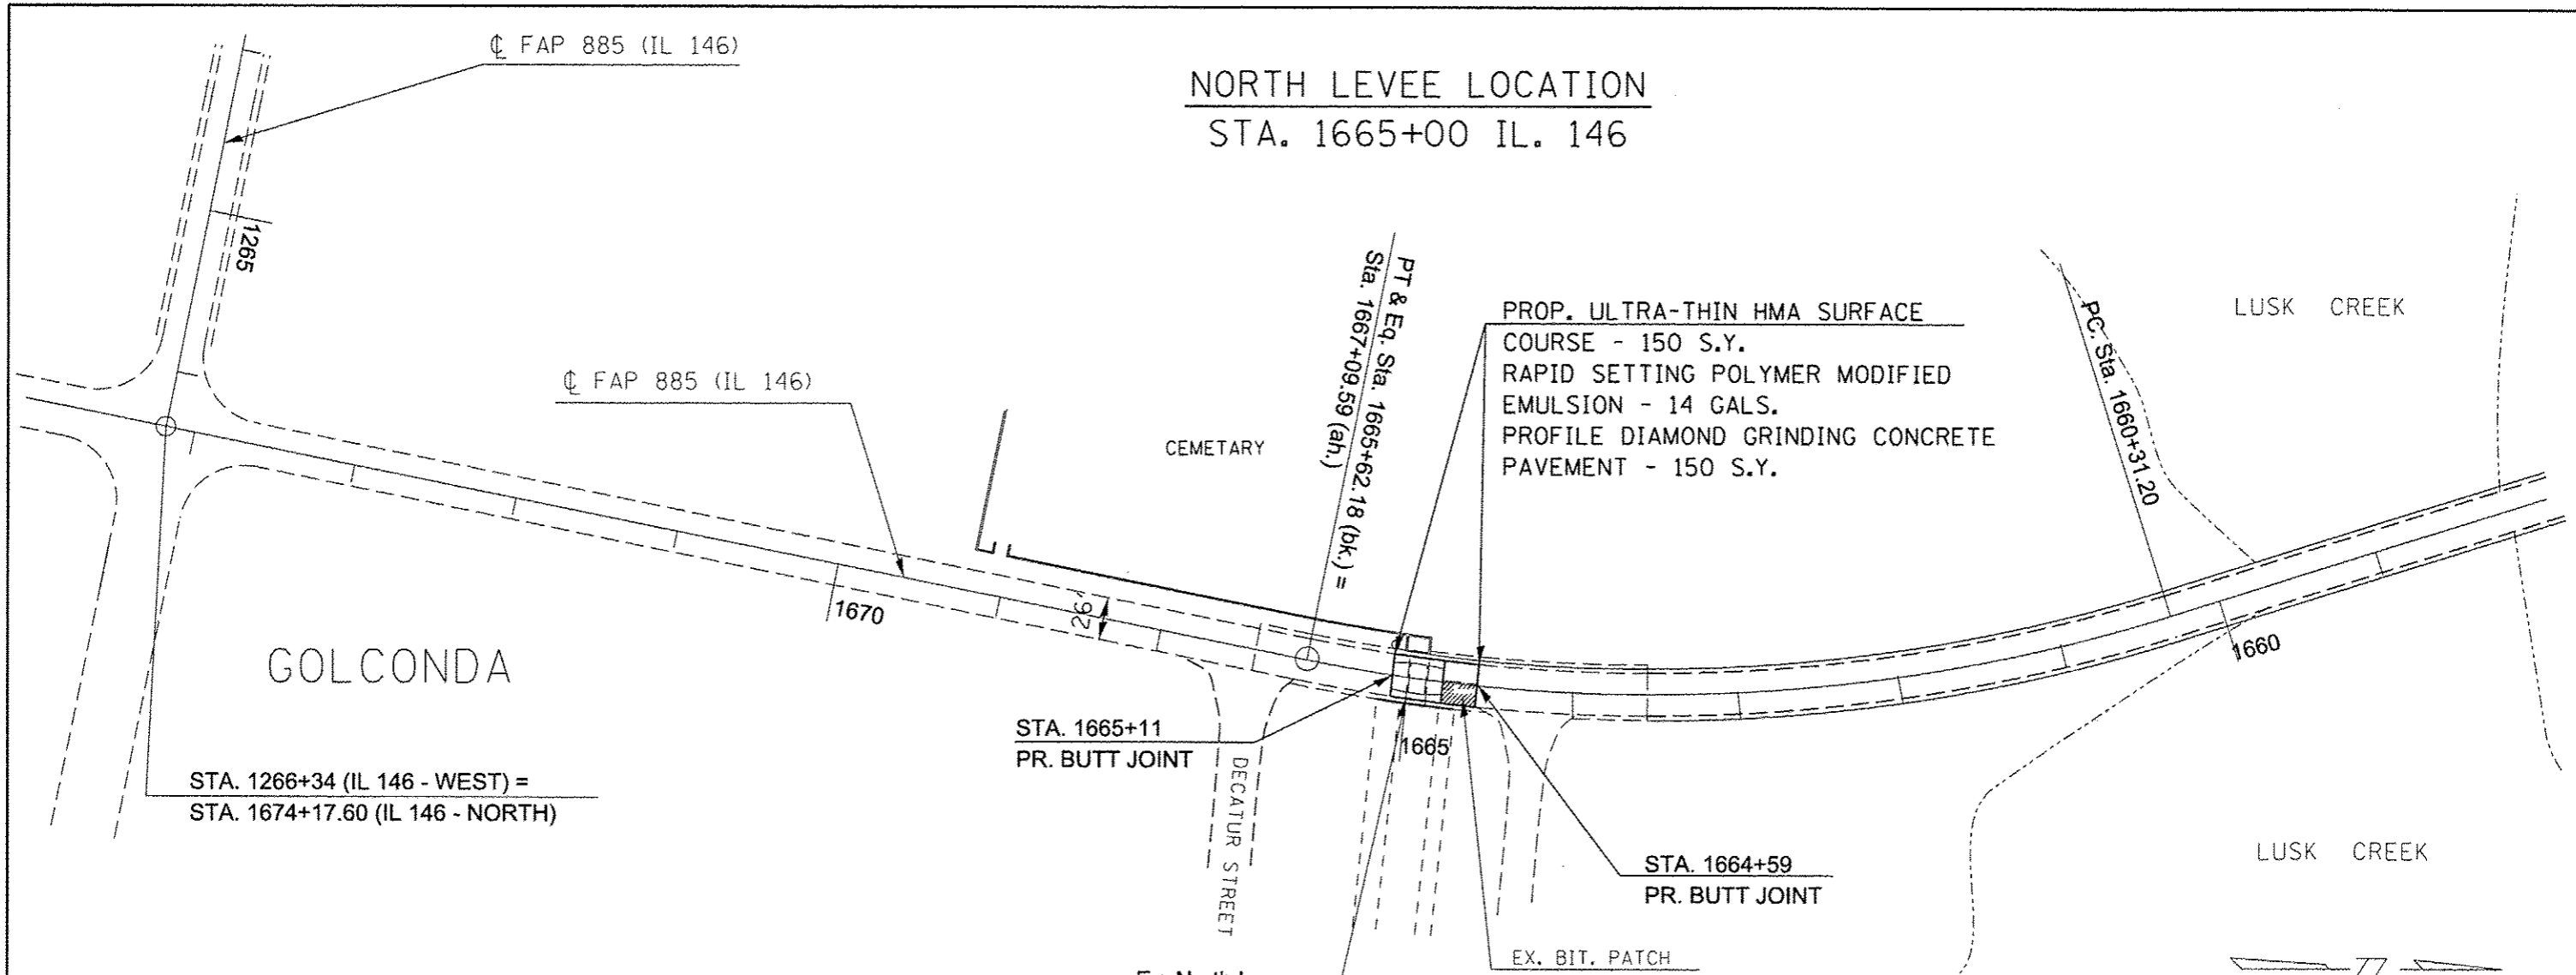 ℄ FAP 885 (IL 146)
NORTH LEVEE LOCATION
STA. 1665+00 IL. 146
1265
℄ FAP 885 (IL 146)
CEMETARY
PT & Eq. Sta. 1665+62.18 (bk.) =
Sta. 1667+09.59 (ah.)
PROP. ULTRA-THIN HMA SURFACE
COURSE - 150 S.Y.
RAPID SETTING POLYMER MODIFIED
EMULSION - 14 GALS.
PROFILE DIAMOND GRINDING CONCRETE
PAVEMENT - 150 S.Y.
PC. Sta. 1660+31.20
LUSK CREEK
1670
26'
1660
GOLCONDA
STA. 1665+11
PR. BUTT JOINT
1665
DECATUR STREET
STA. 1266+34 (IL 146 - WEST) =
STA. 1674+17.60 (IL 146 - NORTH)
STA. 1664+59
PR. BUTT JOINT
LUSK CREEK
EX. BIT. PATCH